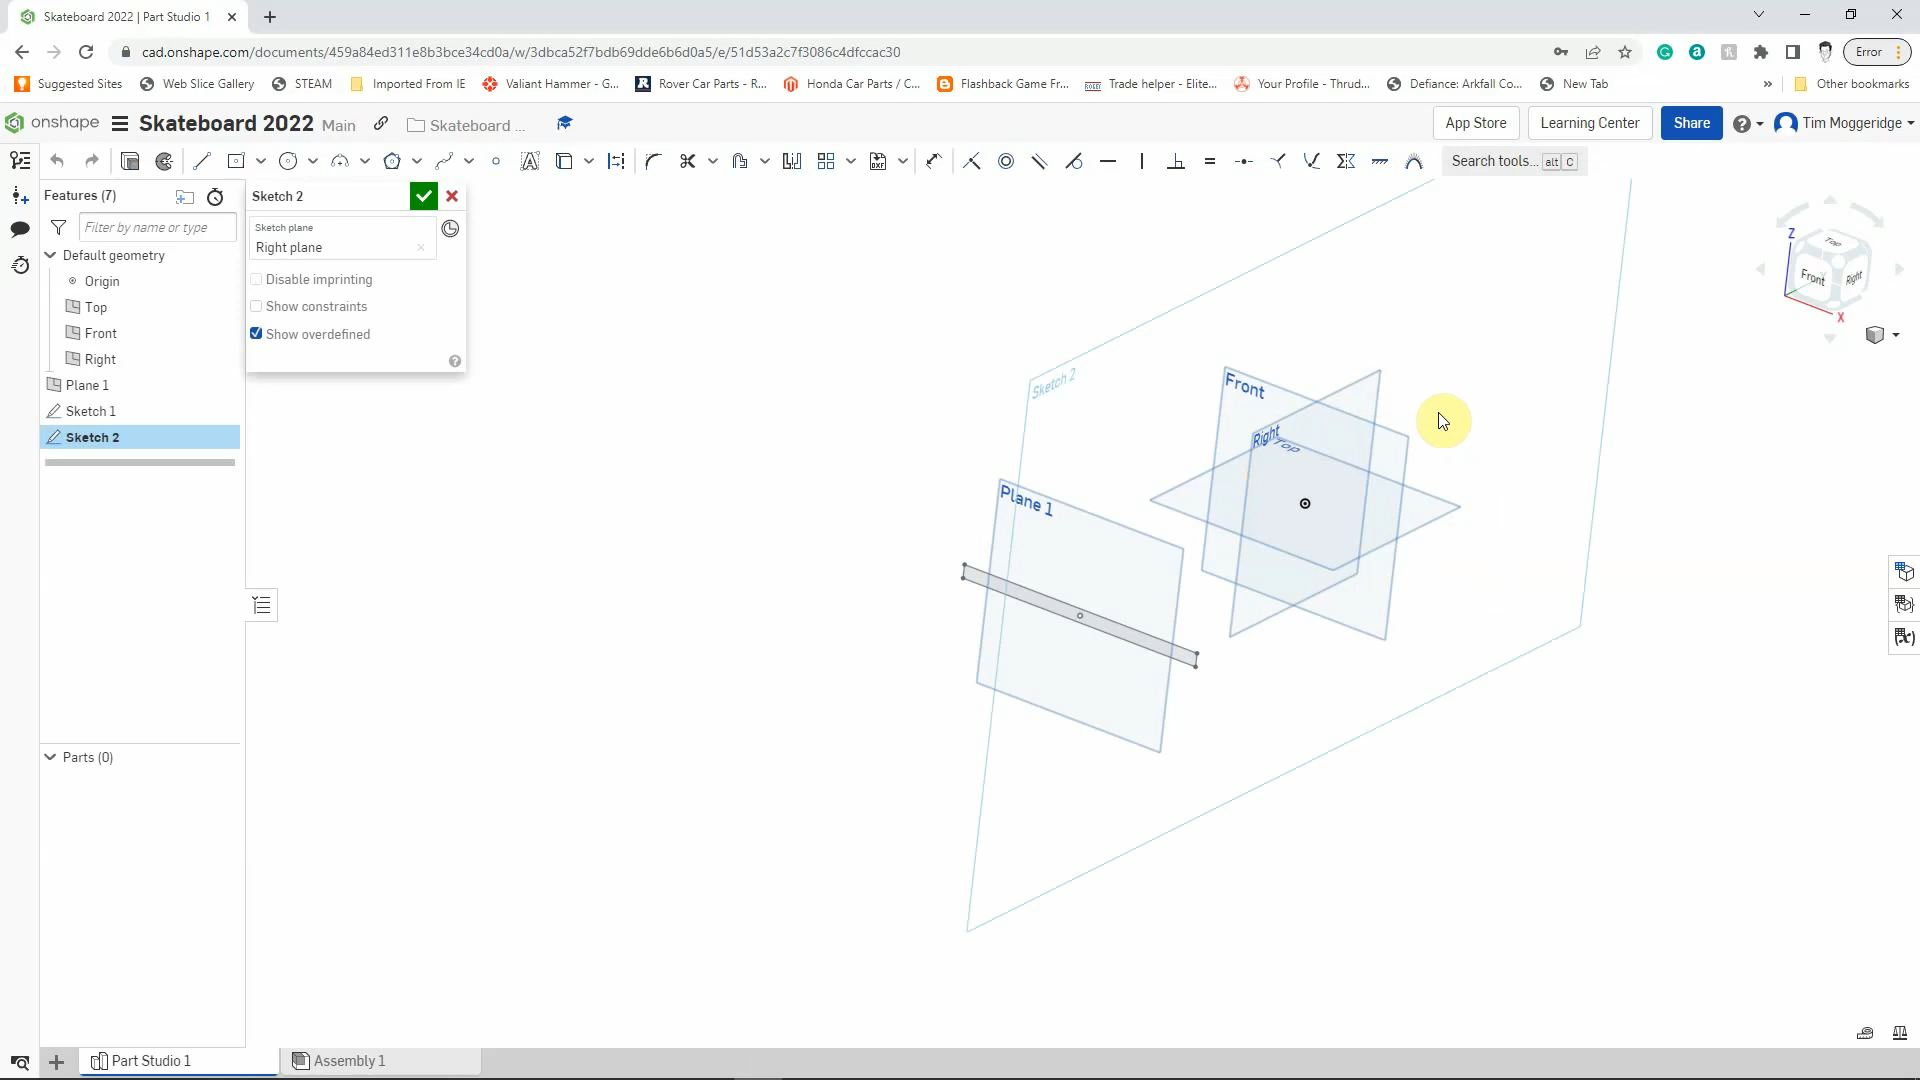 Skateboard 2022 | Part Studio 1
cad.onshape.com/documents/459a84ed311e8b3bce34cd0a/w/3dbca52f7bdb69dde6b6d0a5/e/51d53a2c7f3086c4dfccac30
Error
Suggested Sites
Web Slice Gallery
STEAM
Imported From IE
Valiant Hammer - G...
Rover Car Parts - R...
Honda Car Parts / C...
Flashback Game Fr...
Trade helper - Elite...
Your Profile - Thrud...
Defiance: Arkfall Co...
New Tab
»
Other bookmarks
onshape
Skateboard 2022
Main
Skateboard ...
App Store
Learning Center
Share
Tim Moggeridge
Search tools... alt C
Features (7)
Filter by name or type
Default geometry
Origin
Top
Front
Right
Plane 1
Sketch 1
Sketch 2
Parts (0)
Sketch 2
Sketch plane
Right plane
Disable imprinting
Show constraints
Show overdefined
Sketch 2
Front
Right
Top
Plane 1
Z
Top
Front
Right
X
Part Studio 1
Assembly 1